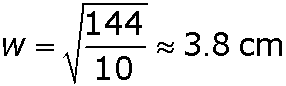 w = √(144/10) ≈ 3.8 cm